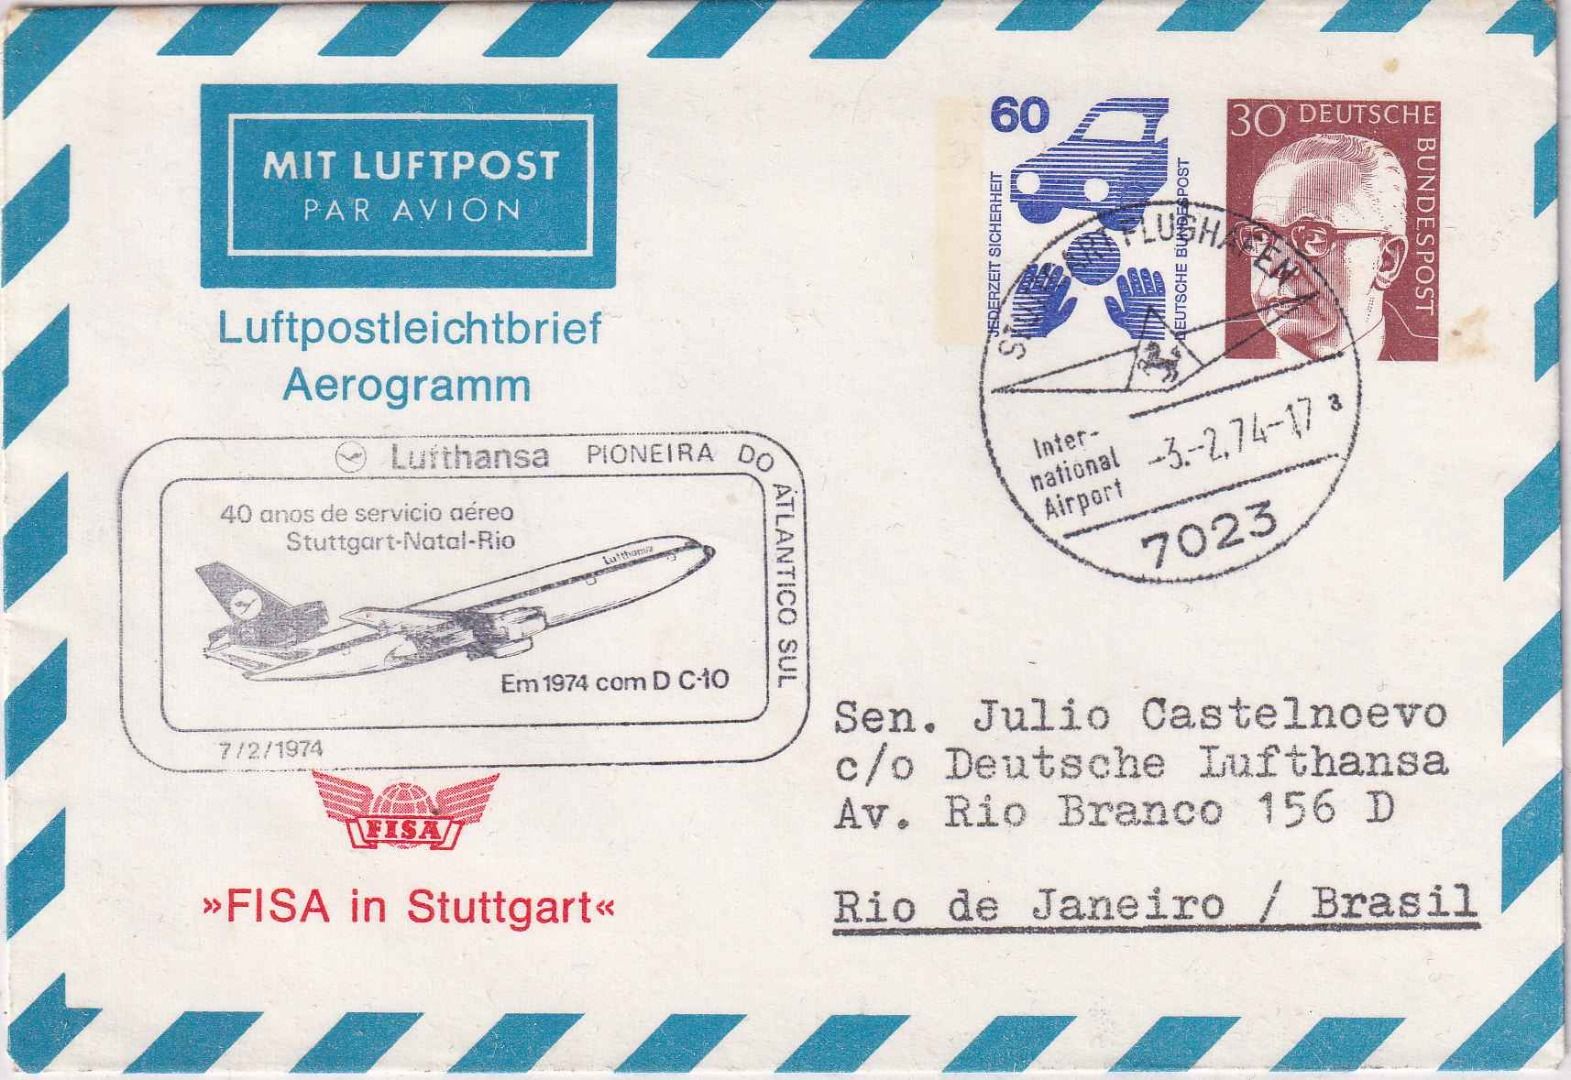 MIT LUFTPOST
PAR AVION
Luftpostleichtbrief
Aerogramm
60
JEDERZEIT SICHERHEIT
DEUTSCHE BUNDESPOST
30 DEUTSCHE
BUNDESPOST
STUTTGART FLUGHAFEN
Inter-
national
Airport
-3.-2.74-17 a
7023
Lufthansa PIONEIRA DO
ATLANTICO SUL
40 anos de servicio aéreo
Stuttgart-Natal-Rio
Lufthansa
Em 1974 com D C-10
7/2/1974
FISA
»FISA in Stuttgart«
Sen. Julio Castelnoevo
c/o Deutsche Lufthansa
Av. Rio Branco 156 D
Rio de Janeiro / Brasil